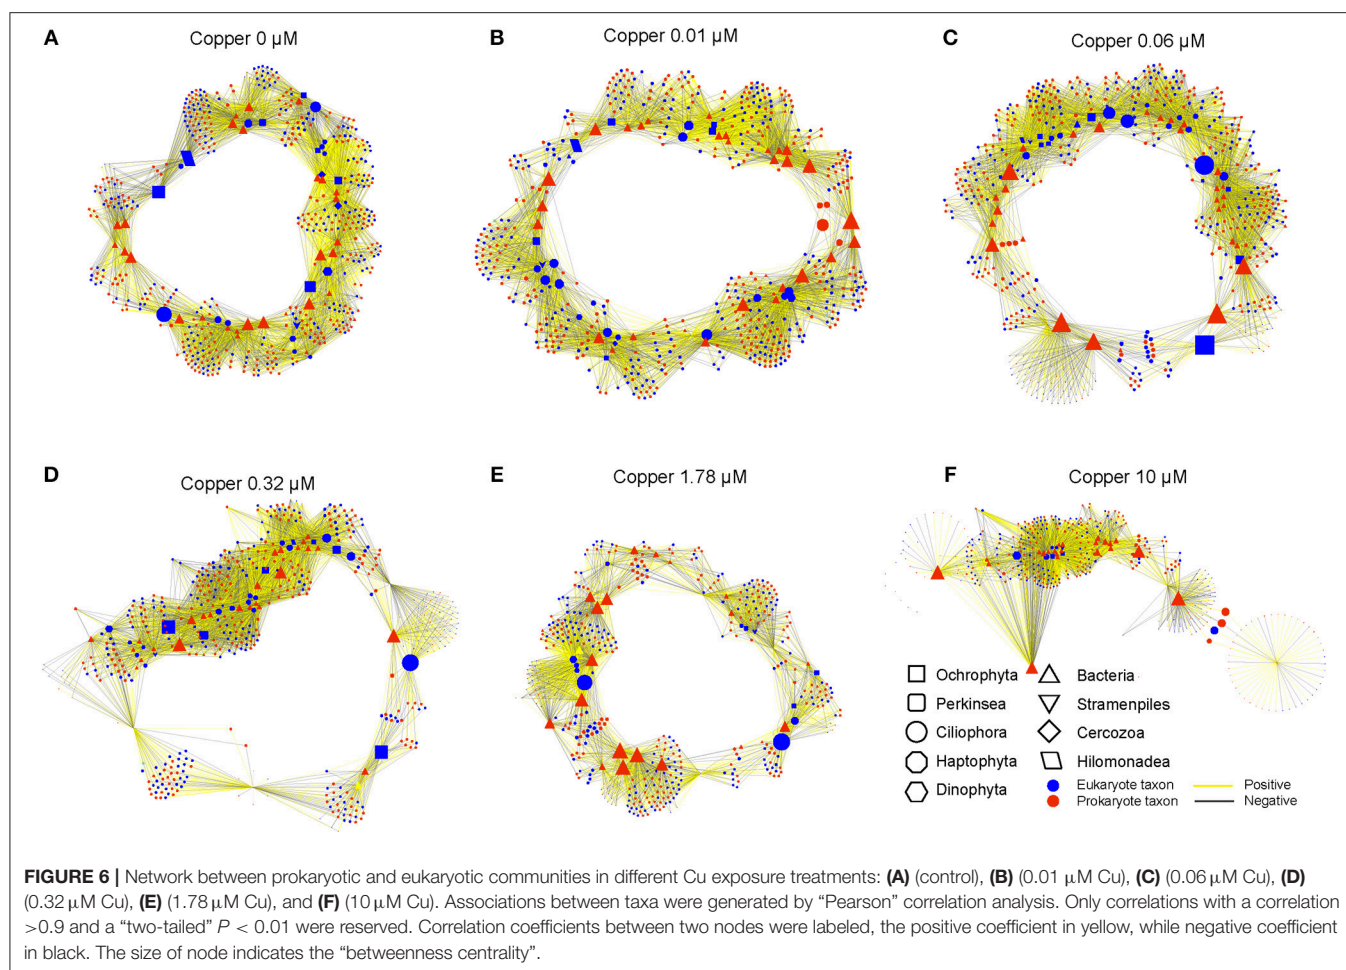 A
Copper 0 µM
B
Copper 0.01 µM
C
Copper 0.06 µM
D
Copper 0.32 µM
E
Copper 1.78 µM
F
Copper 10 µM
Ochrophyta
Bacteria
Perkinsea
Stramenpiles
Ciliophora
Cercozoa
Haptophyta
Hilomonadea
Dinophyta
Eukaryote taxon
Positive
Prokaryote taxon
Negative
FIGURE 6 | Network between prokaryotic and eukaryotic communities in different Cu exposure treatments: (A) (control), (B) (0.01 µM Cu), (C) (0.06 µM Cu), (D)
(0.32 µM Cu), (E) (1.78 µM Cu), and (F) (10 µM Cu). Associations between taxa were generated by “Pearson” correlation analysis. Only correlations with a correlation
>0.9 and a “two-tailed” P < 0.01 were reserved. Correlation coefficients between two nodes were labeled, the positive coefficient in yellow, while negative coefficient
in black. The size of node indicates the “betweenness centrality”.